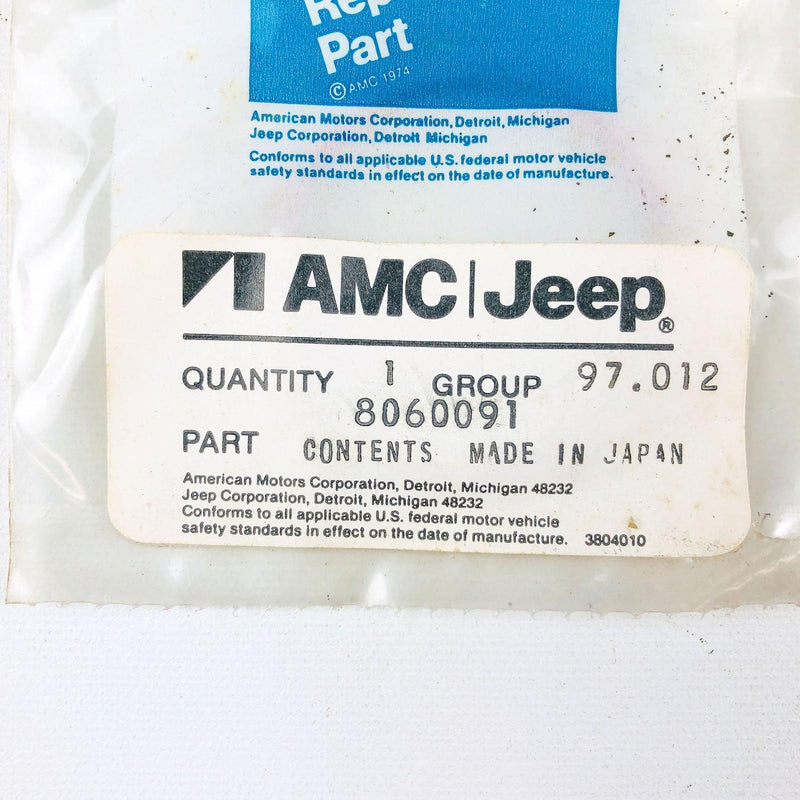 Part
© AMC 1974
American Motors Corporation, Detroit, Michigan
Jeep Corporation, Detroit Michigan
Conforms to all applicable U.S. federal motor vehicle
safety standards in effect on the date of manufacture.
AMC|Jeep®
QUANTITY 1 GROUP 97.012
8060091
PART CONTENTS MADE IN JAPAN
American Motors Corporation, Detroit, Michigan 48232
Jeep Corporation, Detroit, Michigan 48232
Conforms to all applicable U.S. federal motor vehicle
safety standards in effect on the date of manufacture. 3804010